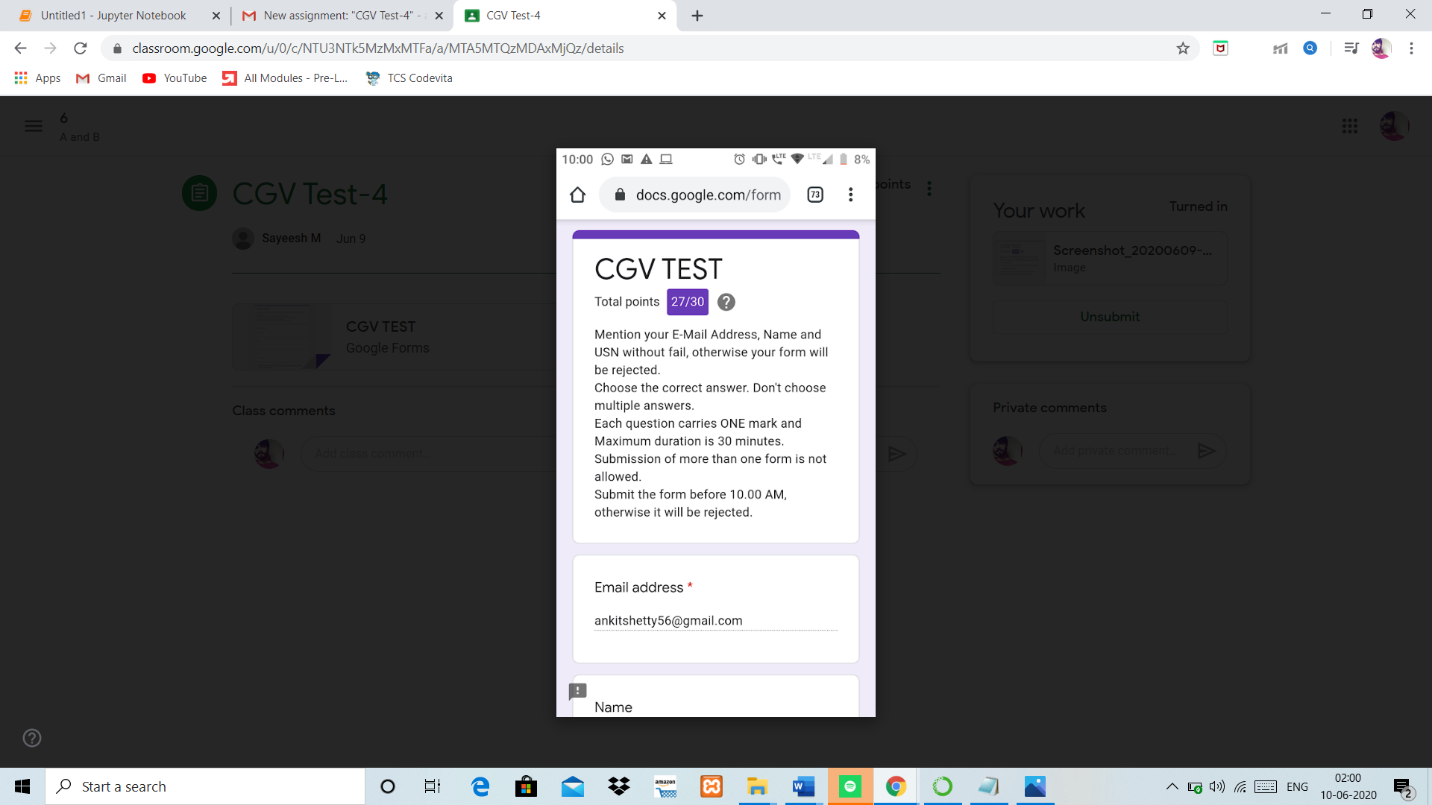 Untitled1 - Jupyter Notebook
New assignment: "CGV Test-4" -
CGV Test-4
classroom.google.com/u/0/c/NTU3NTk5MzMxMTFa/a/MTA5MTQzMDAxMjQz/details
Apps
Gmail
YouTube
All Modules - Pre-L...
TCS Codevita
6
A and B
CGV Test-4
points
Sayeesh M Jun 9
CGV TEST
Google Forms
Class comments
Add class comment...
Your work
Turned in
Screenshot_20200609-...
Image
Unsubmit
Private comments
Add private comment...
10:00
LTE
LTE
8%
docs.google.com/form
73
CGV TEST
Total points 27/30
Mention your E-Mail Address, Name and
USN without fail, otherwise your form will
be rejected.
Choose the correct answer. Don't choose
multiple answers.
Each question carries ONE mark and
Maximum duration is 30 minutes.
Submission of more than one form is not
allowed.
Submit the form before 10.00 AM,
otherwise it will be rejected.
Email address *
ankitshetty56@gmail.com
Name
Start a search
amazon
ENG
02:00
10-06-2020
2